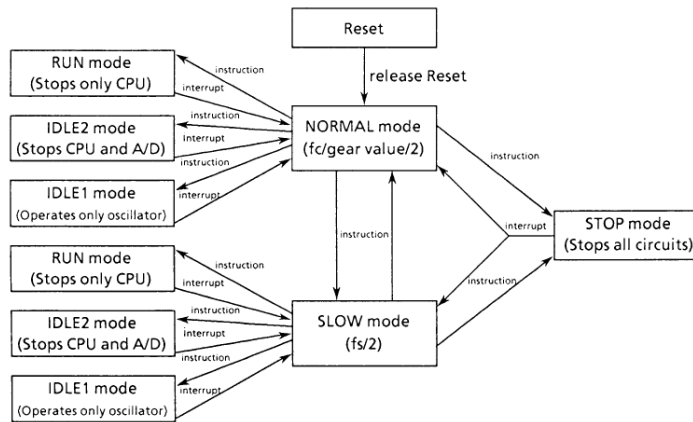 Reset
release Reset
RUN mode
(Stops only CPU)
instruction
interrupt
IDLE2 mode
(Stops CPU and A/D)
instruction
Interrupt
instruction
IDLE1 mode
(Operates only oscillator)
interrupt
NORMAL mode
(fc/gear value/2)
instruction
interrupt
STOP mode
(Stops all circuits)
instruction
instruction
RUN mode
(Stops only CPU)
instruction
interrupt
IDLE2 mode
(Stops CPU and A/D)
instruction
interrupt
instruction
IDLE1 mode
(Operates only oscillator)
interrupt
SLOW mode
(fs/2)